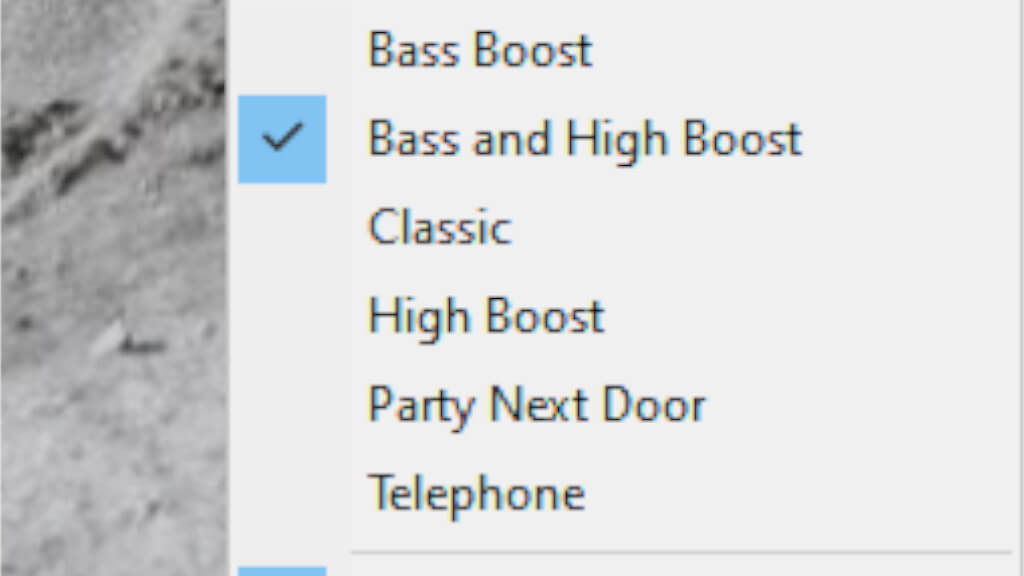 Bass Boost
Bass and High Boost
Classic
High Boost
Party Next Door
Telephone